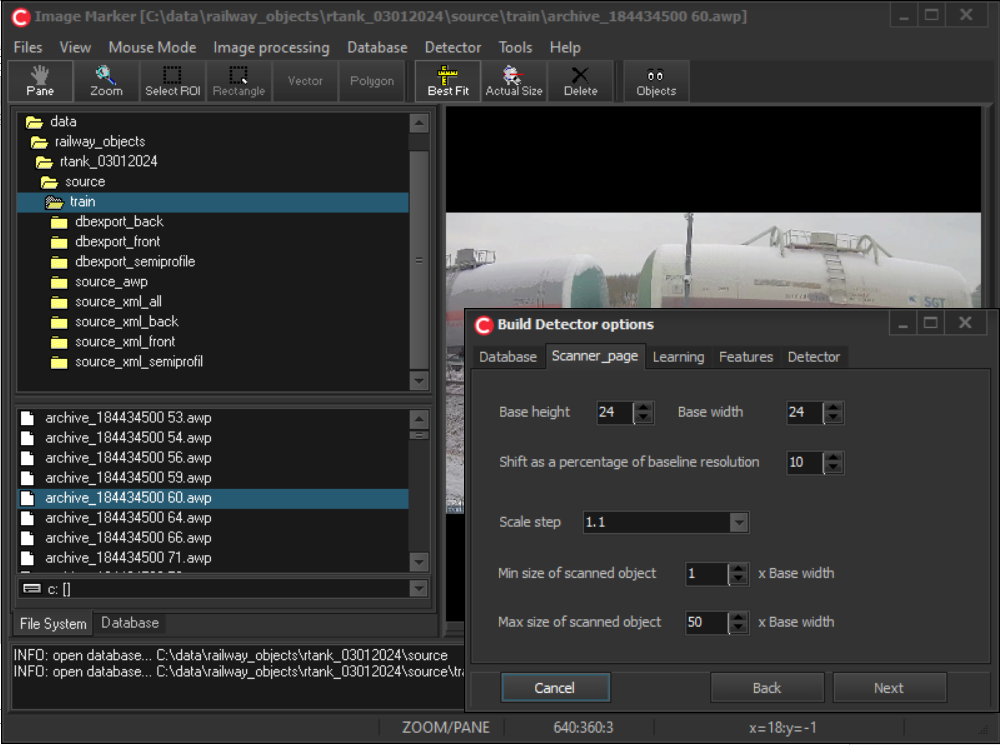 Image Marker [C:\data\railway_objects\rtank_03012024\source\train\archive_184434500 60.awp]
Files View Mouse Mode Image processing Database Detector Tools Help
Pane Zoom Select ROI Rectangle Vector Polygon Best Fit Actual Size Delete Objects
data
railway_objects
rtank_03012024
source
train
dbexport_back
dbexport_front
dbexport_semiprofile
source_awp
source_xml_all
source_xml_back
source_xml_front
source_xml_semiprofil
archive_184434500 53.awp
archive_184434500 54.awp
archive_184434500 56.awp
archive_184434500 59.awp
archive_184434500 60.awp
archive_184434500 64.awp
archive_184434500 66.awp
archive_184434500 71.awp
c: []
File System Database
INFO: open database... C:\data\railway_objects\rtank_03012024\source
INFO: open database... C:\data\railway_objects\rtank_03012024\source\tra
SGT
Build Detector options
Database Scanner_page Learning Features Detector
Base height 24 Base width 24
Shift as a percentage of baseline resolution 10
Scale step 1.1
Min size of scanned object 1 x Base width
Max size of scanned object 50 x Base width
Cancel Back Next
ZOOM/PANE 640:360:3 x=18:y=-1